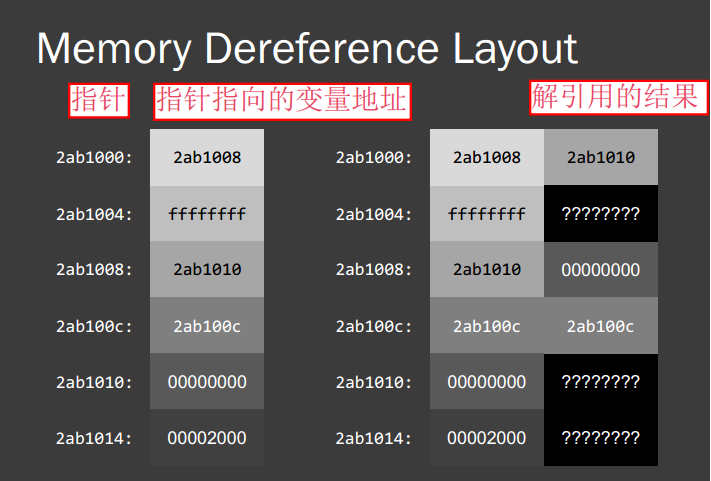 Memory Dereference Layout
指针 指针指向的变量地址 解引用的结果
2ab1000: 2ab1008 2ab1000: 2ab1008 2ab1010
2ab1004: ffffffff 2ab1004: ffffffff ????????
2ab1008: 2ab1010 2ab1008: 2ab1010 00000000
2ab100c: 2ab100c 2ab100c: 2ab100c 2ab100c
2ab1010: 00000000 2ab1010: 00000000 ????????
2ab1014: 00002000 2ab1014: 00002000 ????????